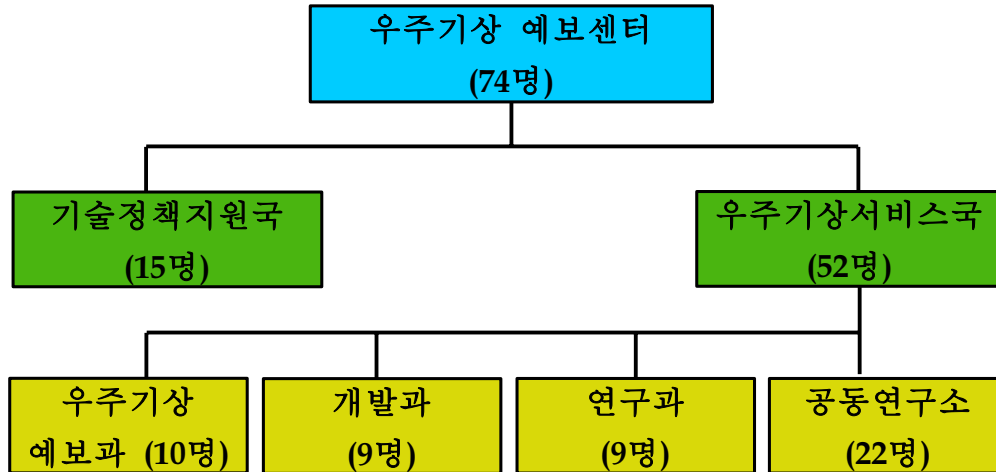 우주기상 예보센터
(74명)
기술정책지원국
(15명)
우주기상서비스국
(52명)
우주기상
예보과 (10명)
개발과
(9명)
연구과
(9명)
공동연구소
(22명)